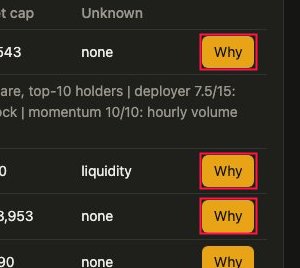 t cap Unknown
543 none Why
are, top-10 holders | deployer 7.5/15:
ock | momentum 10/10: hourly volume
0 liquidity Why
3,953 none Why
90 none Why